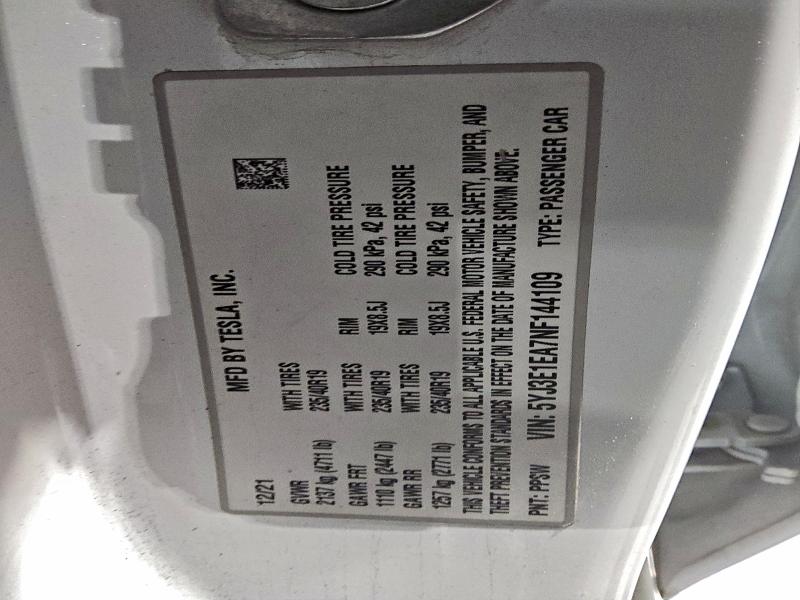 MFD BY TESLA, INC.
12/21
GVWR WITH TIRES RIM COLD TIRE PRESSURE
2137 kg (4711 lb) 235/40R19 19X8.5J 290 kPa, 42 psi
GAWR FRT WITH TIRES RIM COLD TIRE PRESSURE
1110 kg (2447 lb) 235/40R19 19X8.5J 290 kPa, 42 psi
GAWR RR WITH TIRES
1257 kg (2771 lb) 235/40R19
THIS VEHICLE CONFORMS TO ALL APPLICABLE U.S. FEDERAL MOTOR VEHICLE SAFETY, BUMPER, AND
THEFT PREVENTION STANDARDS IN EFFECT ON THE DATE OF MANUFACTURE SHOWN ABOVE.
PNT: PPSW VIN: 5YJ3E1EA7NF144109 TYPE: PASSENGER CAR